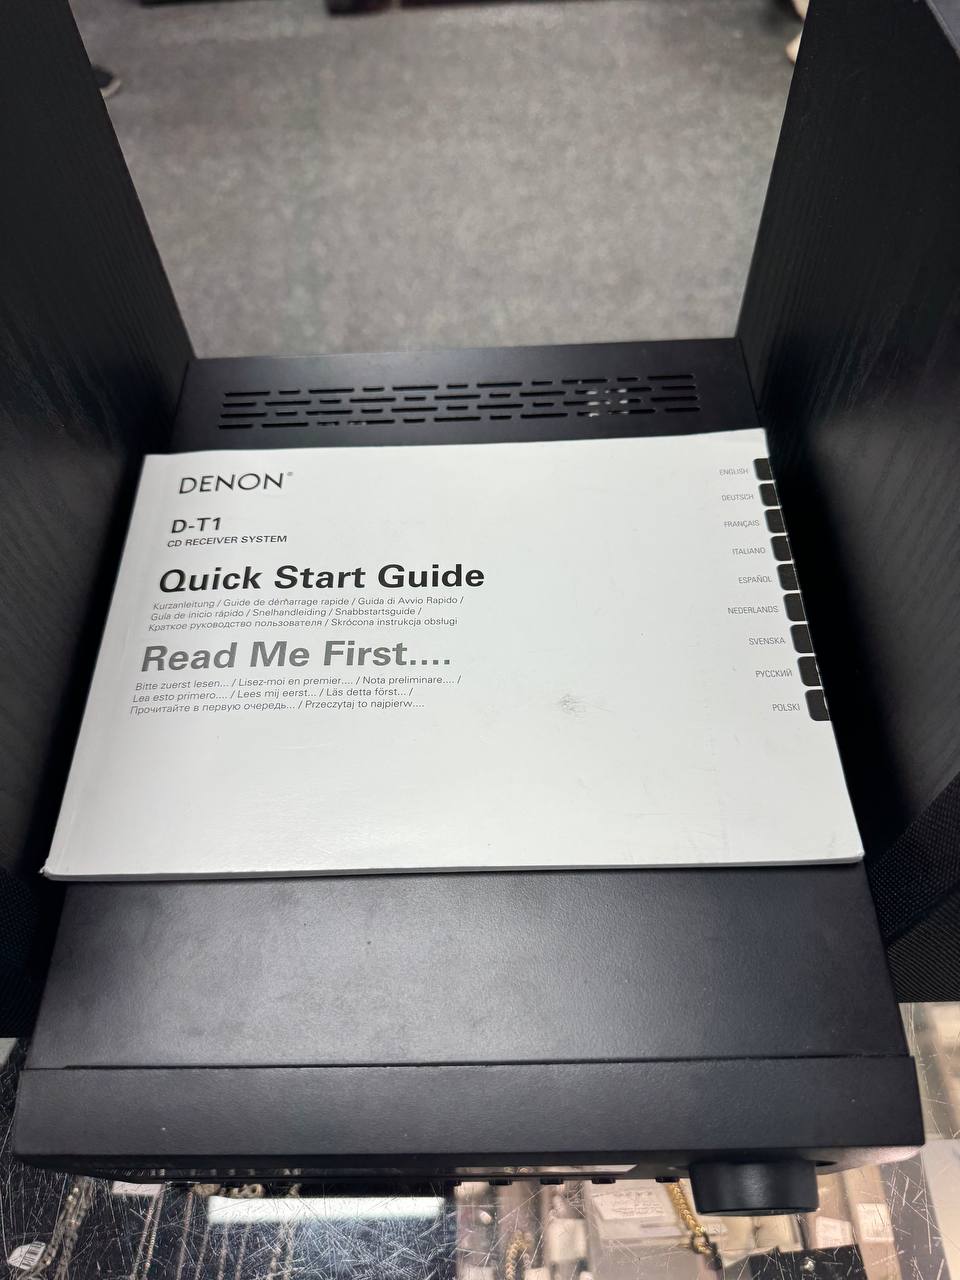 DENON®
D-T1
CD RECEIVER SYSTEM
Quick Start Guide
Kurzanleitung / Guide de démarrage rapide / Guida di Avvio Rapido /
Guía de inicio rápido / Snelhandleiding / Snabbstartsguide /
Краткое руководство пользователя / Skrócona instrukcja obsługi
Read Me First....
Bitte zuerst lesen... / Lisez-moi en premier.... / Nota preliminare.... /
Lea esto primero.... / Lees mij eerst... / Läs detta först... /
Прочитайте в первую очередь... / Przeczytaj to najpierw....
ENGLISH
DEUTSCH
FRANÇAIS
ITALIANO
ESPAÑOL
NEDERLANDS
SVENSKA
РУССКИЙ
POLSKI